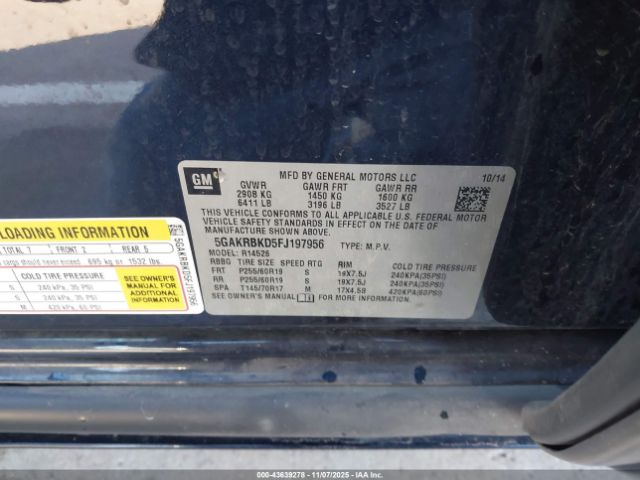 GM
MFD BY GENERAL MOTORS LLC
10/14
GVWR GAWR FRT GAWR RR
2908 KG 1450 KG 1600 KG
6411 LB 3196 LB 3527 LB
THIS VEHICLE CONFORMS TO ALL APPLICABLE U.S. FEDERAL MOTOR
VEHICLE SAFETY STANDARDS IN EFFECT ON THE DATE OF
MANUFACTURE SHOWN ABOVE.
5GAKRBKD5FJ197956 TYPE: M.P.V.
MODEL: R14526
RBBG TIRE SIZE SPEED RTG RIM COLD TIRE PRESSURE
FRT P255/60R19 S 19X7.5J 240KPA(35PSI)
RR P255/60R19 S 19X7.5J 240KPA(35PSI)
SPA T145/70R17 M 17X4.5B 420KPA(60PSI)
SEE OWNER'S MANUAL FOR MORE INFORMATION.
LOADING INFORMATION
TOTAL 7 FRONT 2 REAR 5
cargo should never exceed 695 kg or 1532 lbs.
COLD TIRE PRESSURE
S 240 kPa, 35 PSI
S 240 kPa, 35 PSI
M 420 kPa, 60 PSI
SEE OWNER'S
MANUAL FOR
ADDITIONAL
INFORMATION
5GAKRBKD5FJ197956
00-43639278 — 11/07/2025 — IAA Inc.